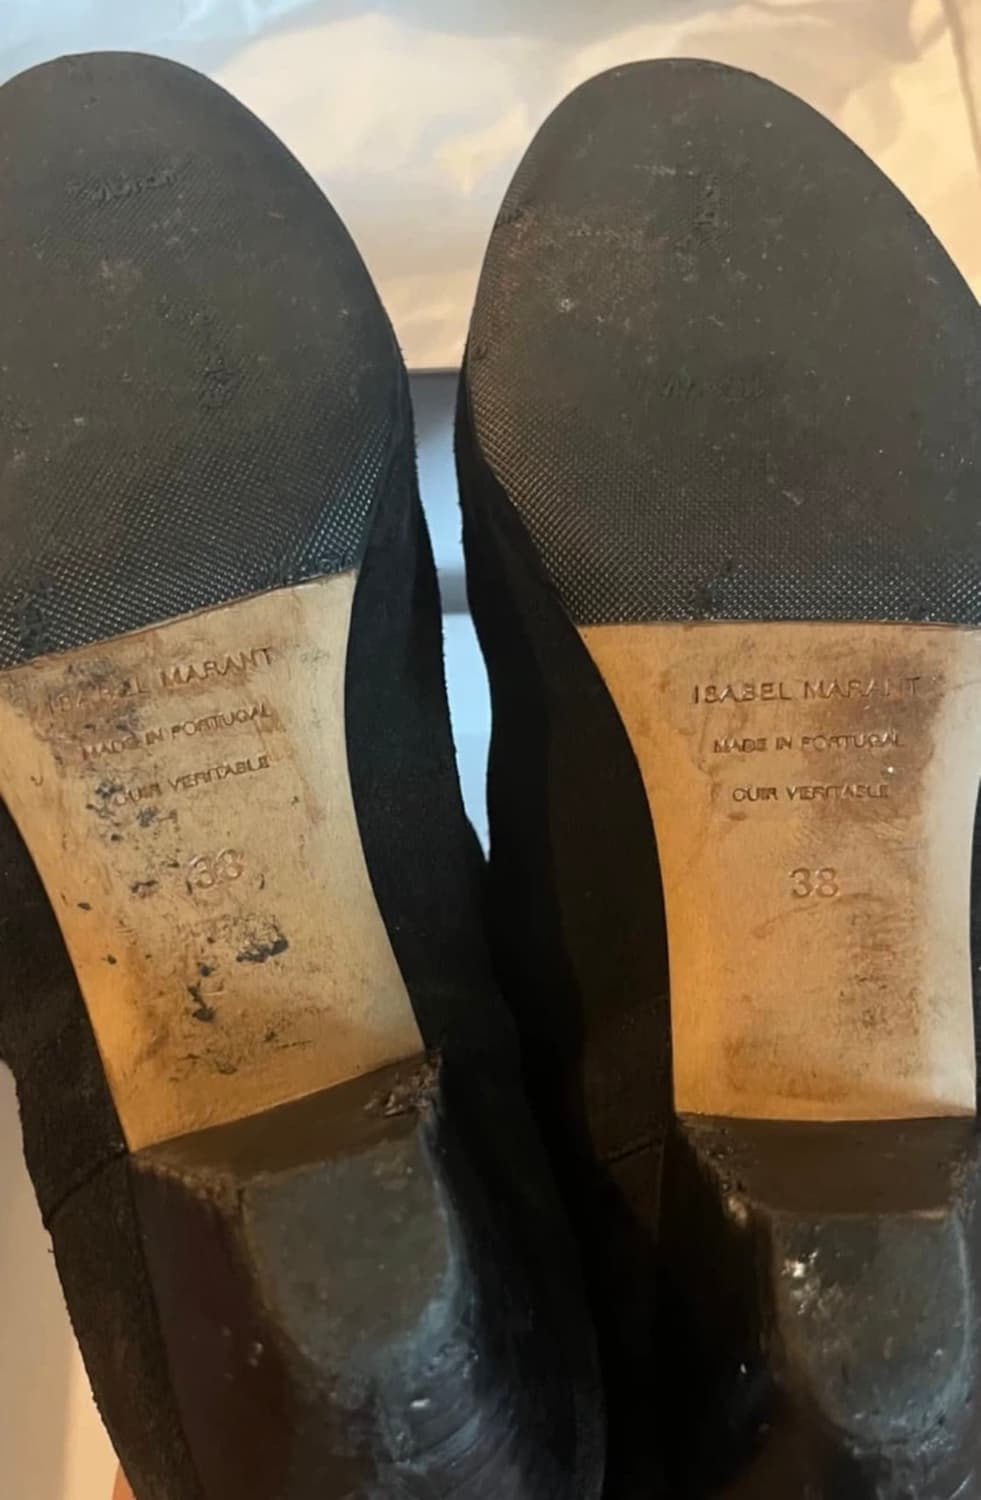 ISABEL MARANT
MADE IN PORTUGAL
CUIR VERITABLE
38
ISABEL MARANT
MADE IN PORTUGAL
CUIR VERITABLE
38